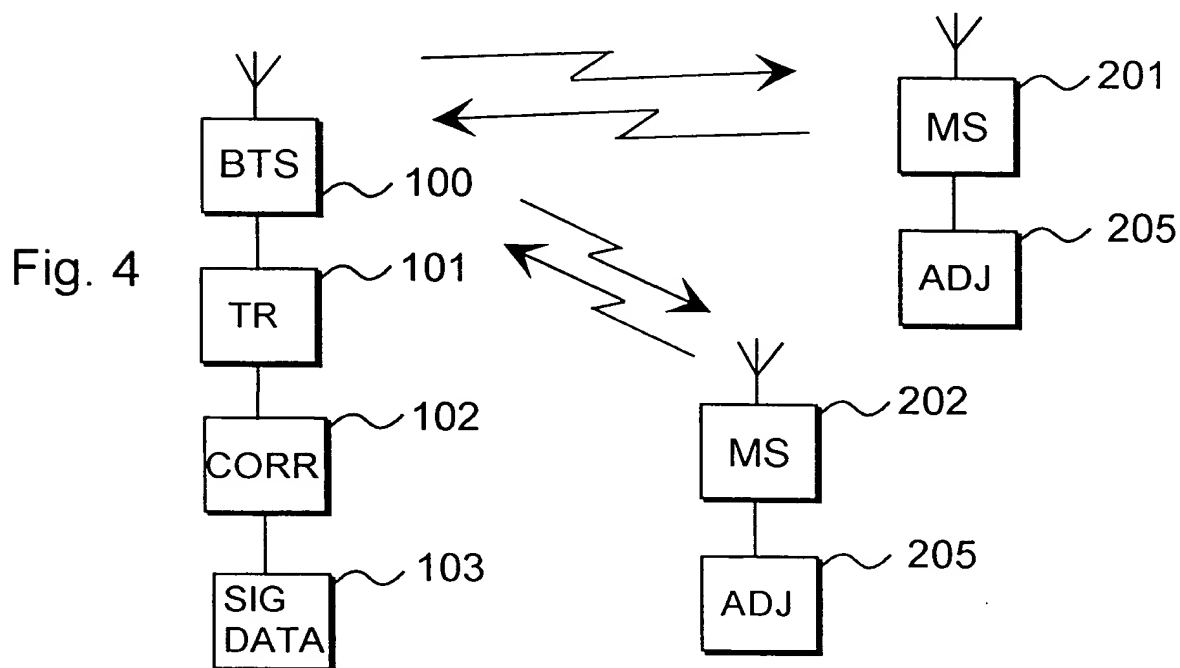 201
MS
BTS
100
205
Fig. 4
101
ADJ
TR
202
102
MS
CORR
205
103
SIG
DATA
ADJ